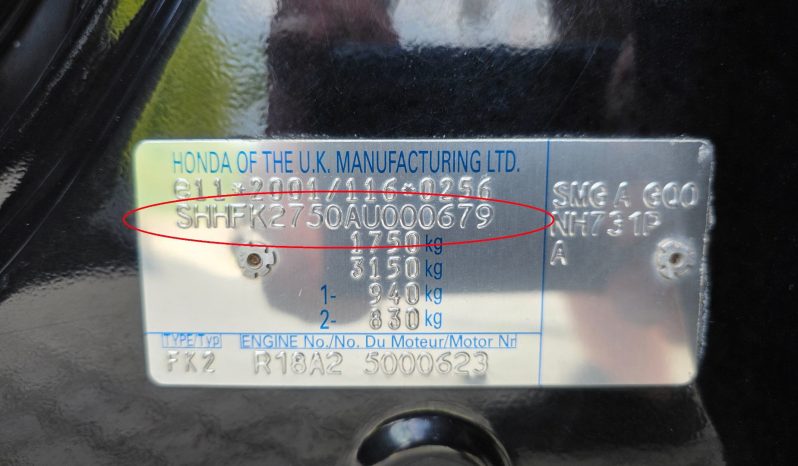 HONDA OF THE U.K. MANUFACTURING LTD.
e11*2001/116*0256
SHHFK2750AU000679
1750 kg
3150 kg
1- 940 kg
2- 830 kg
TYPE/Typ ENGINE No./No. Du Moteur/Motor Nr
FK2 R18A2 5000623
SMG A G00
NH731P
A